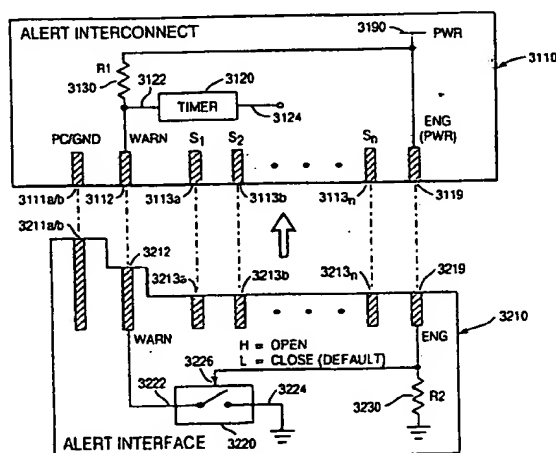 ALERT INTERCONNECT
3190
PWR
R1
3130
3122
3120
TIMER
3124
3110
PC/GND
WARN
S1
S2
Sn
ENG
(PWR)
3111a/b
3112
3113a
3113b
3113n
3119
3211a/b
3212
3213a
3213b
3213n
3219
WARN
H = OPEN
L = CLOSE (DEFAULT)
ENG
3210
3226
3222
3224
3220
3230
R2
ALERT INTERFACE